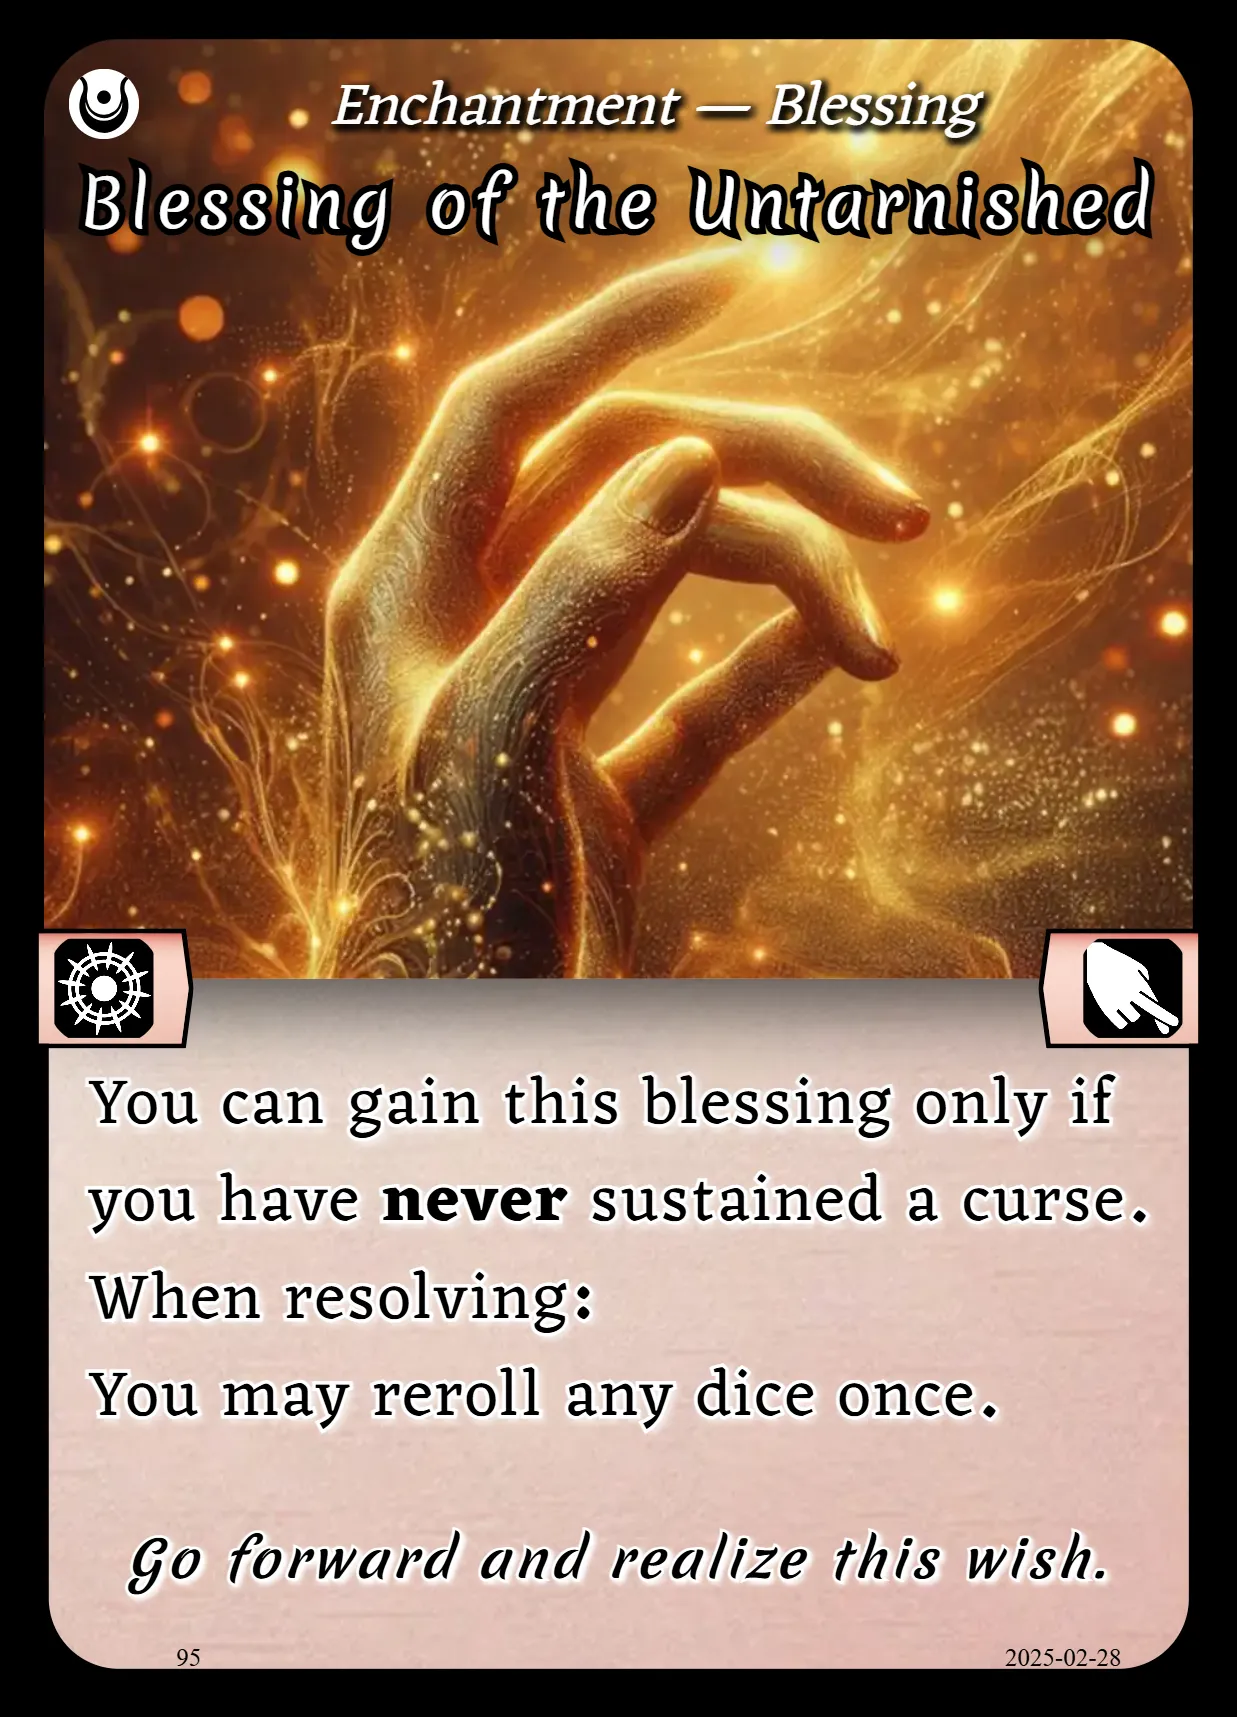 Enchantment — Blessing
Blessing of the Untarnished
You can gain this blessing only if
you have never sustained a curse.
When resolving:
You may reroll any dice once.
Go forward and realize this wish.
95
2025-02-28